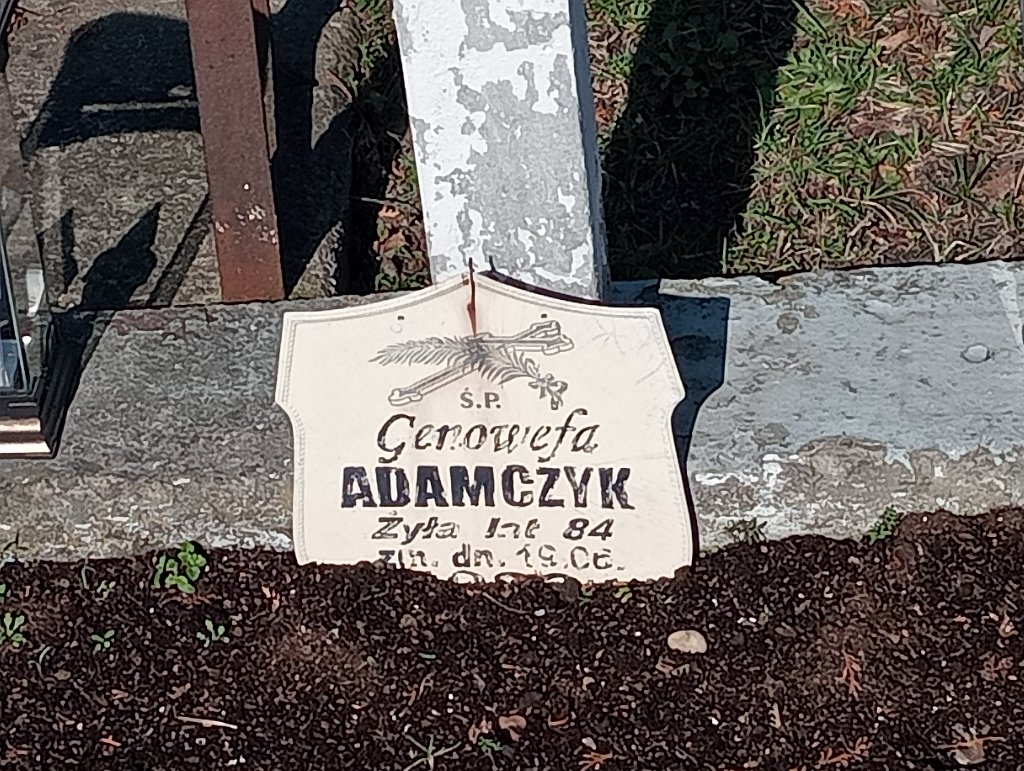 Ś.P.
Genowefa
ADAMCZYK
Żyła lat 84
zm. dn. 19.06.